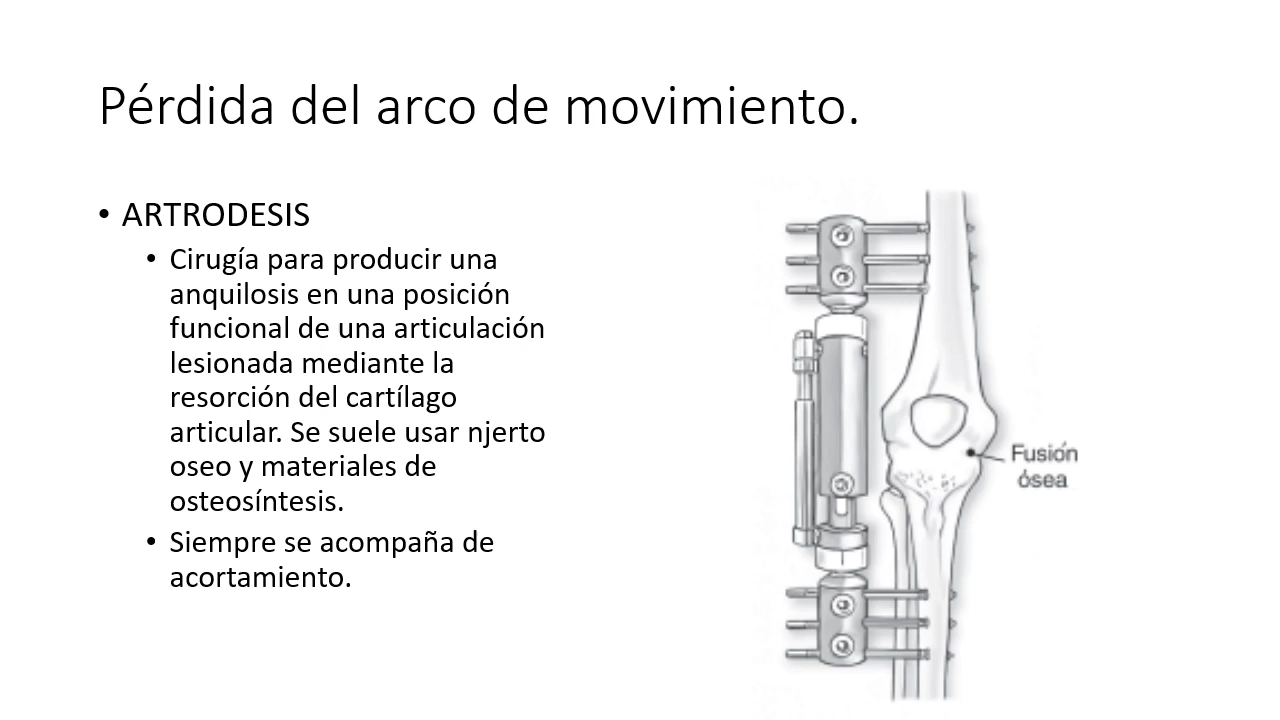 Pérdida del arco de movimiento.
• ARTRODESIS
• Cirugía para producir una
anquilosis en una posición
funcional de una articulación
lesionada mediante la
resorción del cartílago
articular. Se suele usar njerto
oseo y materiales de
osteosíntesis.
• Siempre se acompaña de
acortamiento.
Fusión
ósea